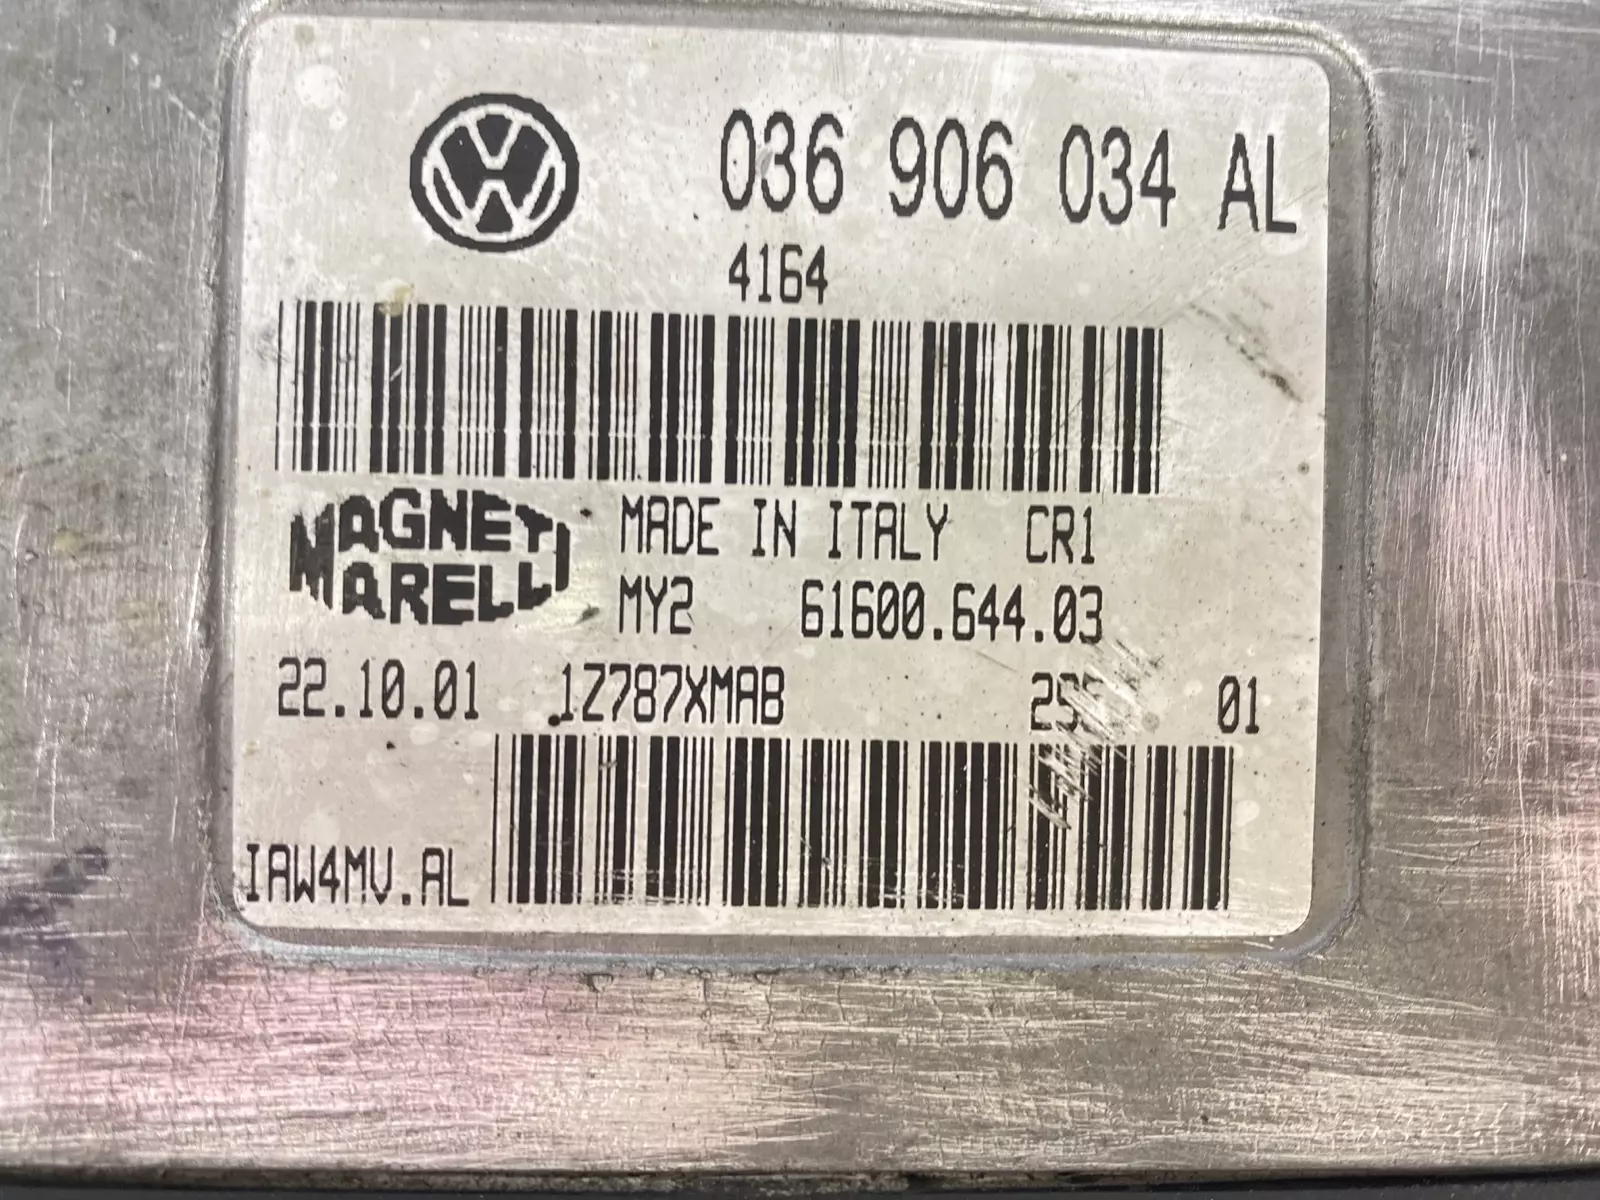 036 906 034 AL
4164
MAGNETI MARELLI
MADE IN ITALY CR1
MY2 61600.644.03
22.10.01 1Z787XMAB 01
IAW4MV.AL